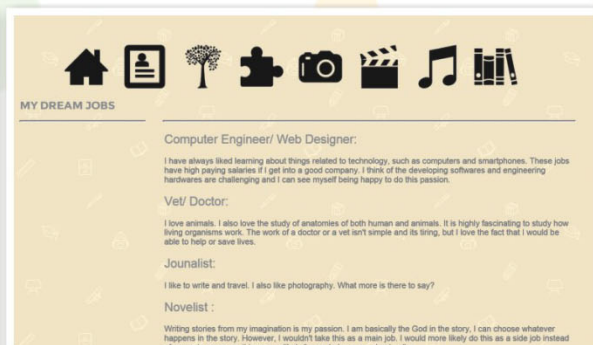 MY DREAM JOBS
Computer Engineer/ Web Designer:
I have always liked learning about things related to technology, such as computers and smartphones. These jobs
have high paying salaries if I get into a good company. I think of the developing softwares and engineering
hardwares are challenging and I can see myself being happy to do this passion.
Vet/ Doctor:
I love animals. I also love the study of anatomies of both human and animals. It is highly fascinating to study how
living organisms work. The work of a doctor or a vet isn't simple and its tiring, but I love the fact that I would be
able to help or save lives.
Jounalist:
I like to write and travel. I also like photography. What more is there to say?
Novelist :
Writing stories from my imagination is my passion. I am basically the God in the story, I can choose whatever
happens in the story. However, I wouldn't take this as a main job. I would more likely do this as a side job instead